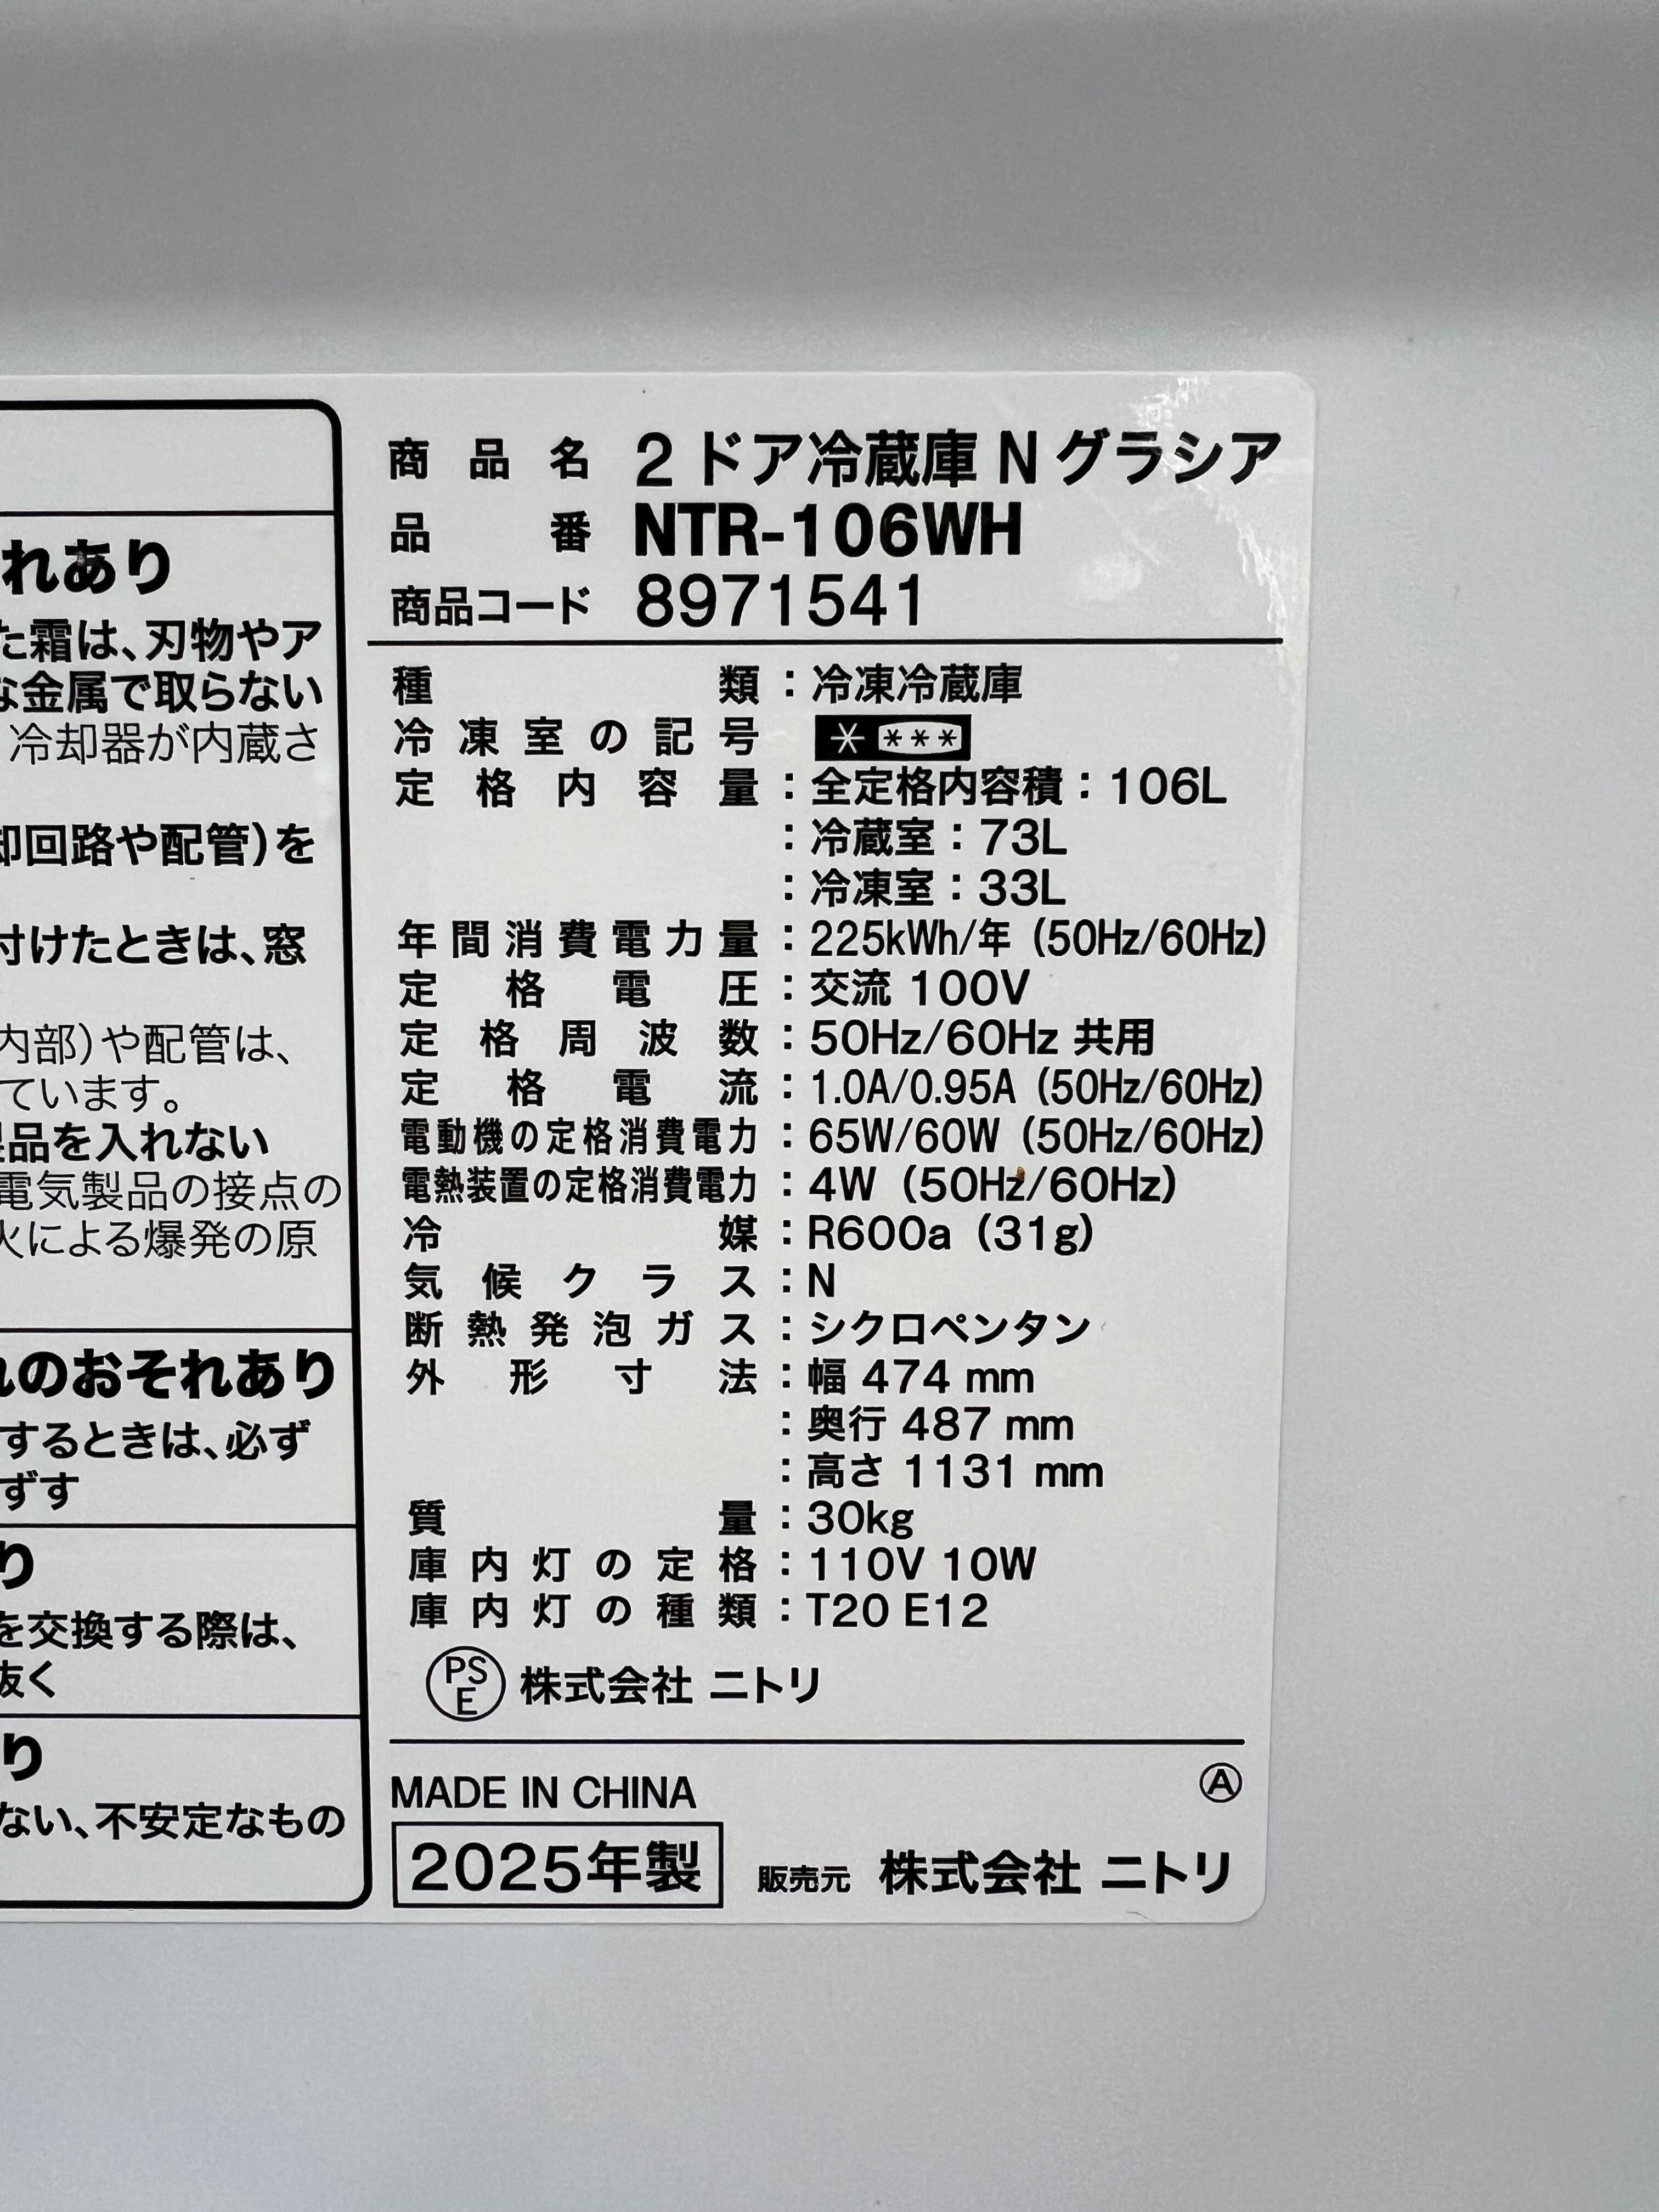 れあり
た霜は、刃物やア
な金属で取らない
冷却器が内蔵さ
却回路や配管)を
付けたときは、窓
内部)や配管は、
ています。
製品を入れない
電気製品の接点の
火による爆発の原
れのおそれあり
するときは、必ず
ずす
り
を交換する際は、
抜く
り
ない、不安定なもの
商品名 2ドア冷蔵庫 N グラシア
品番 NTR-106WH
商品コード 8971541
種類:冷凍冷蔵庫
冷凍室の記号 * ***
定格内容量:全定格内容積:106L
:冷蔵室:73L
:冷凍室:33L
年間消費電力量:225kWh/年 (50Hz/60Hz)
定格電圧:交流 100V
定格周波数:50Hz/60Hz 共用
定格電流:1.0A/0.95A (50Hz/60Hz)
電動機の定格消費電力:65W/60W (50Hz/60Hz)
電熱装置の定格消費電力:4W (50Hz/60Hz)
冷媒:R600a (31g)
気候クラス:N
断熱発泡ガス:シクロペンタン
外形寸法:幅 474 mm
:奥行 487 mm
:高さ 1131 mm
質量:30kg
庫内灯の定格:110V 10W
庫内灯の種類:T20 E12
PSE 株式会社 ニトリ
MADE IN CHINA Ⓐ
2025年製 販売元 株式会社 ニトリ